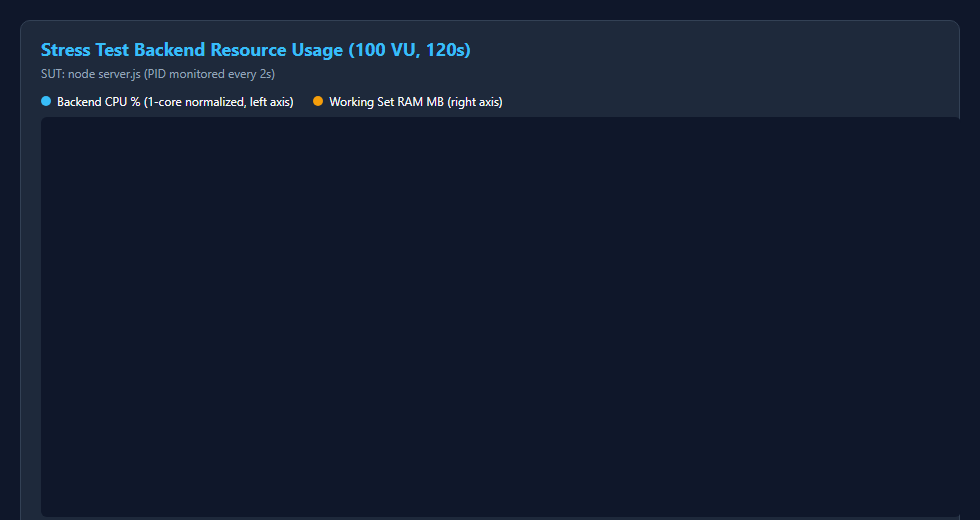 Stress Test Backend Resource Usage (100 VU, 120s)
SUT: node server.js (PID monitored every 2s)
Backend CPU % (1-core normalized, left axis) Working Set RAM MB (right axis)